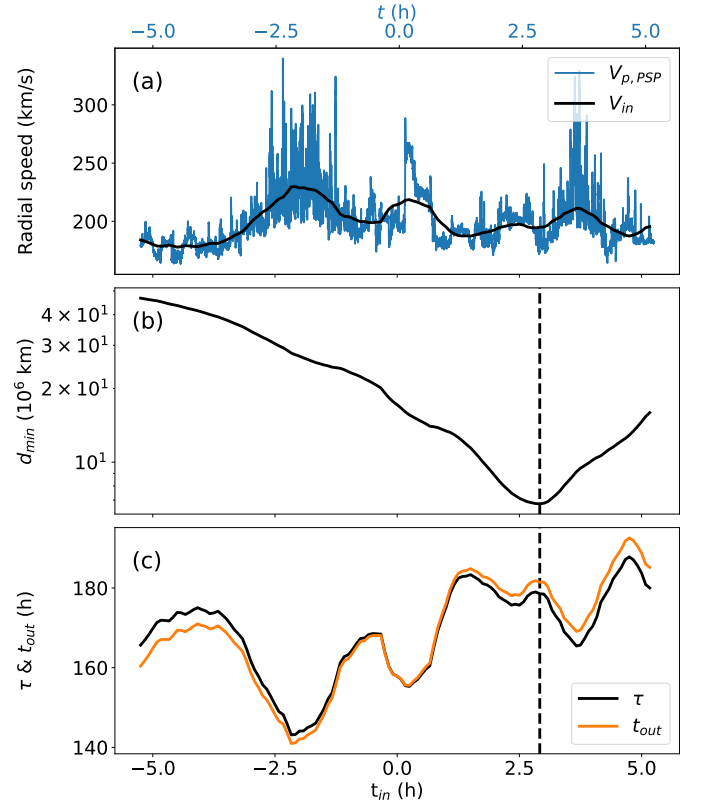 t (h)
−5.0 −2.5 0.0 2.5 5.0
(a)
V_{p, PSP}
V_{in}
Radial speed (km/s)
300
250
200
(b)
d_{min} (10^6 km)
4 × 10^1
3 × 10^1
2 × 10^1
10^1
(c)
τ & t_{out} (h)
180
160
140
τ
t_{out}
−5.0 −2.5 0.0 2.5 5.0
t_{in} (h)